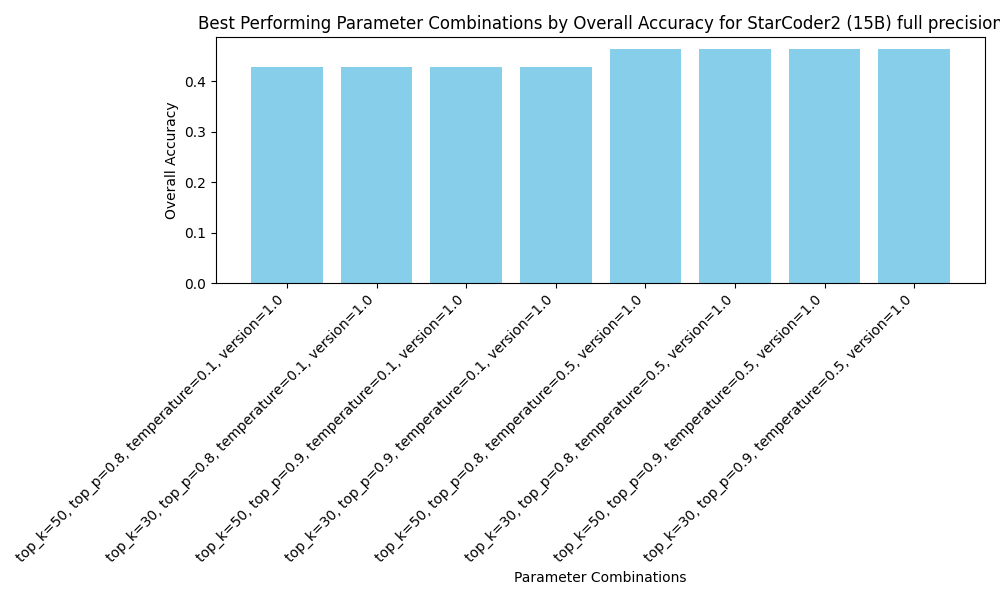 Best Performing Parameter Combinations by Overall Accuracy for StarCoder2 (15B) full precision
Overall Accuracy
0.4
0.3
0.2
0.1
0.0
top_k=50, top_p=0.8, temperature=0.1, version=1.0
top_k=30, top_p=0.8, temperature=0.1, version=1.0
top_k=50, top_p=0.9, temperature=0.1, version=1.0
top_k=30, top_p=0.9, temperature=0.1, version=1.0
top_k=50, top_p=0.8, temperature=0.5, version=1.0
top_k=30, top_p=0.8, temperature=0.5, version=1.0
top_k=50, top_p=0.9, temperature=0.5, version=1.0
top_k=30, top_p=0.9, temperature=0.5, version=1.0
Parameter Combinations